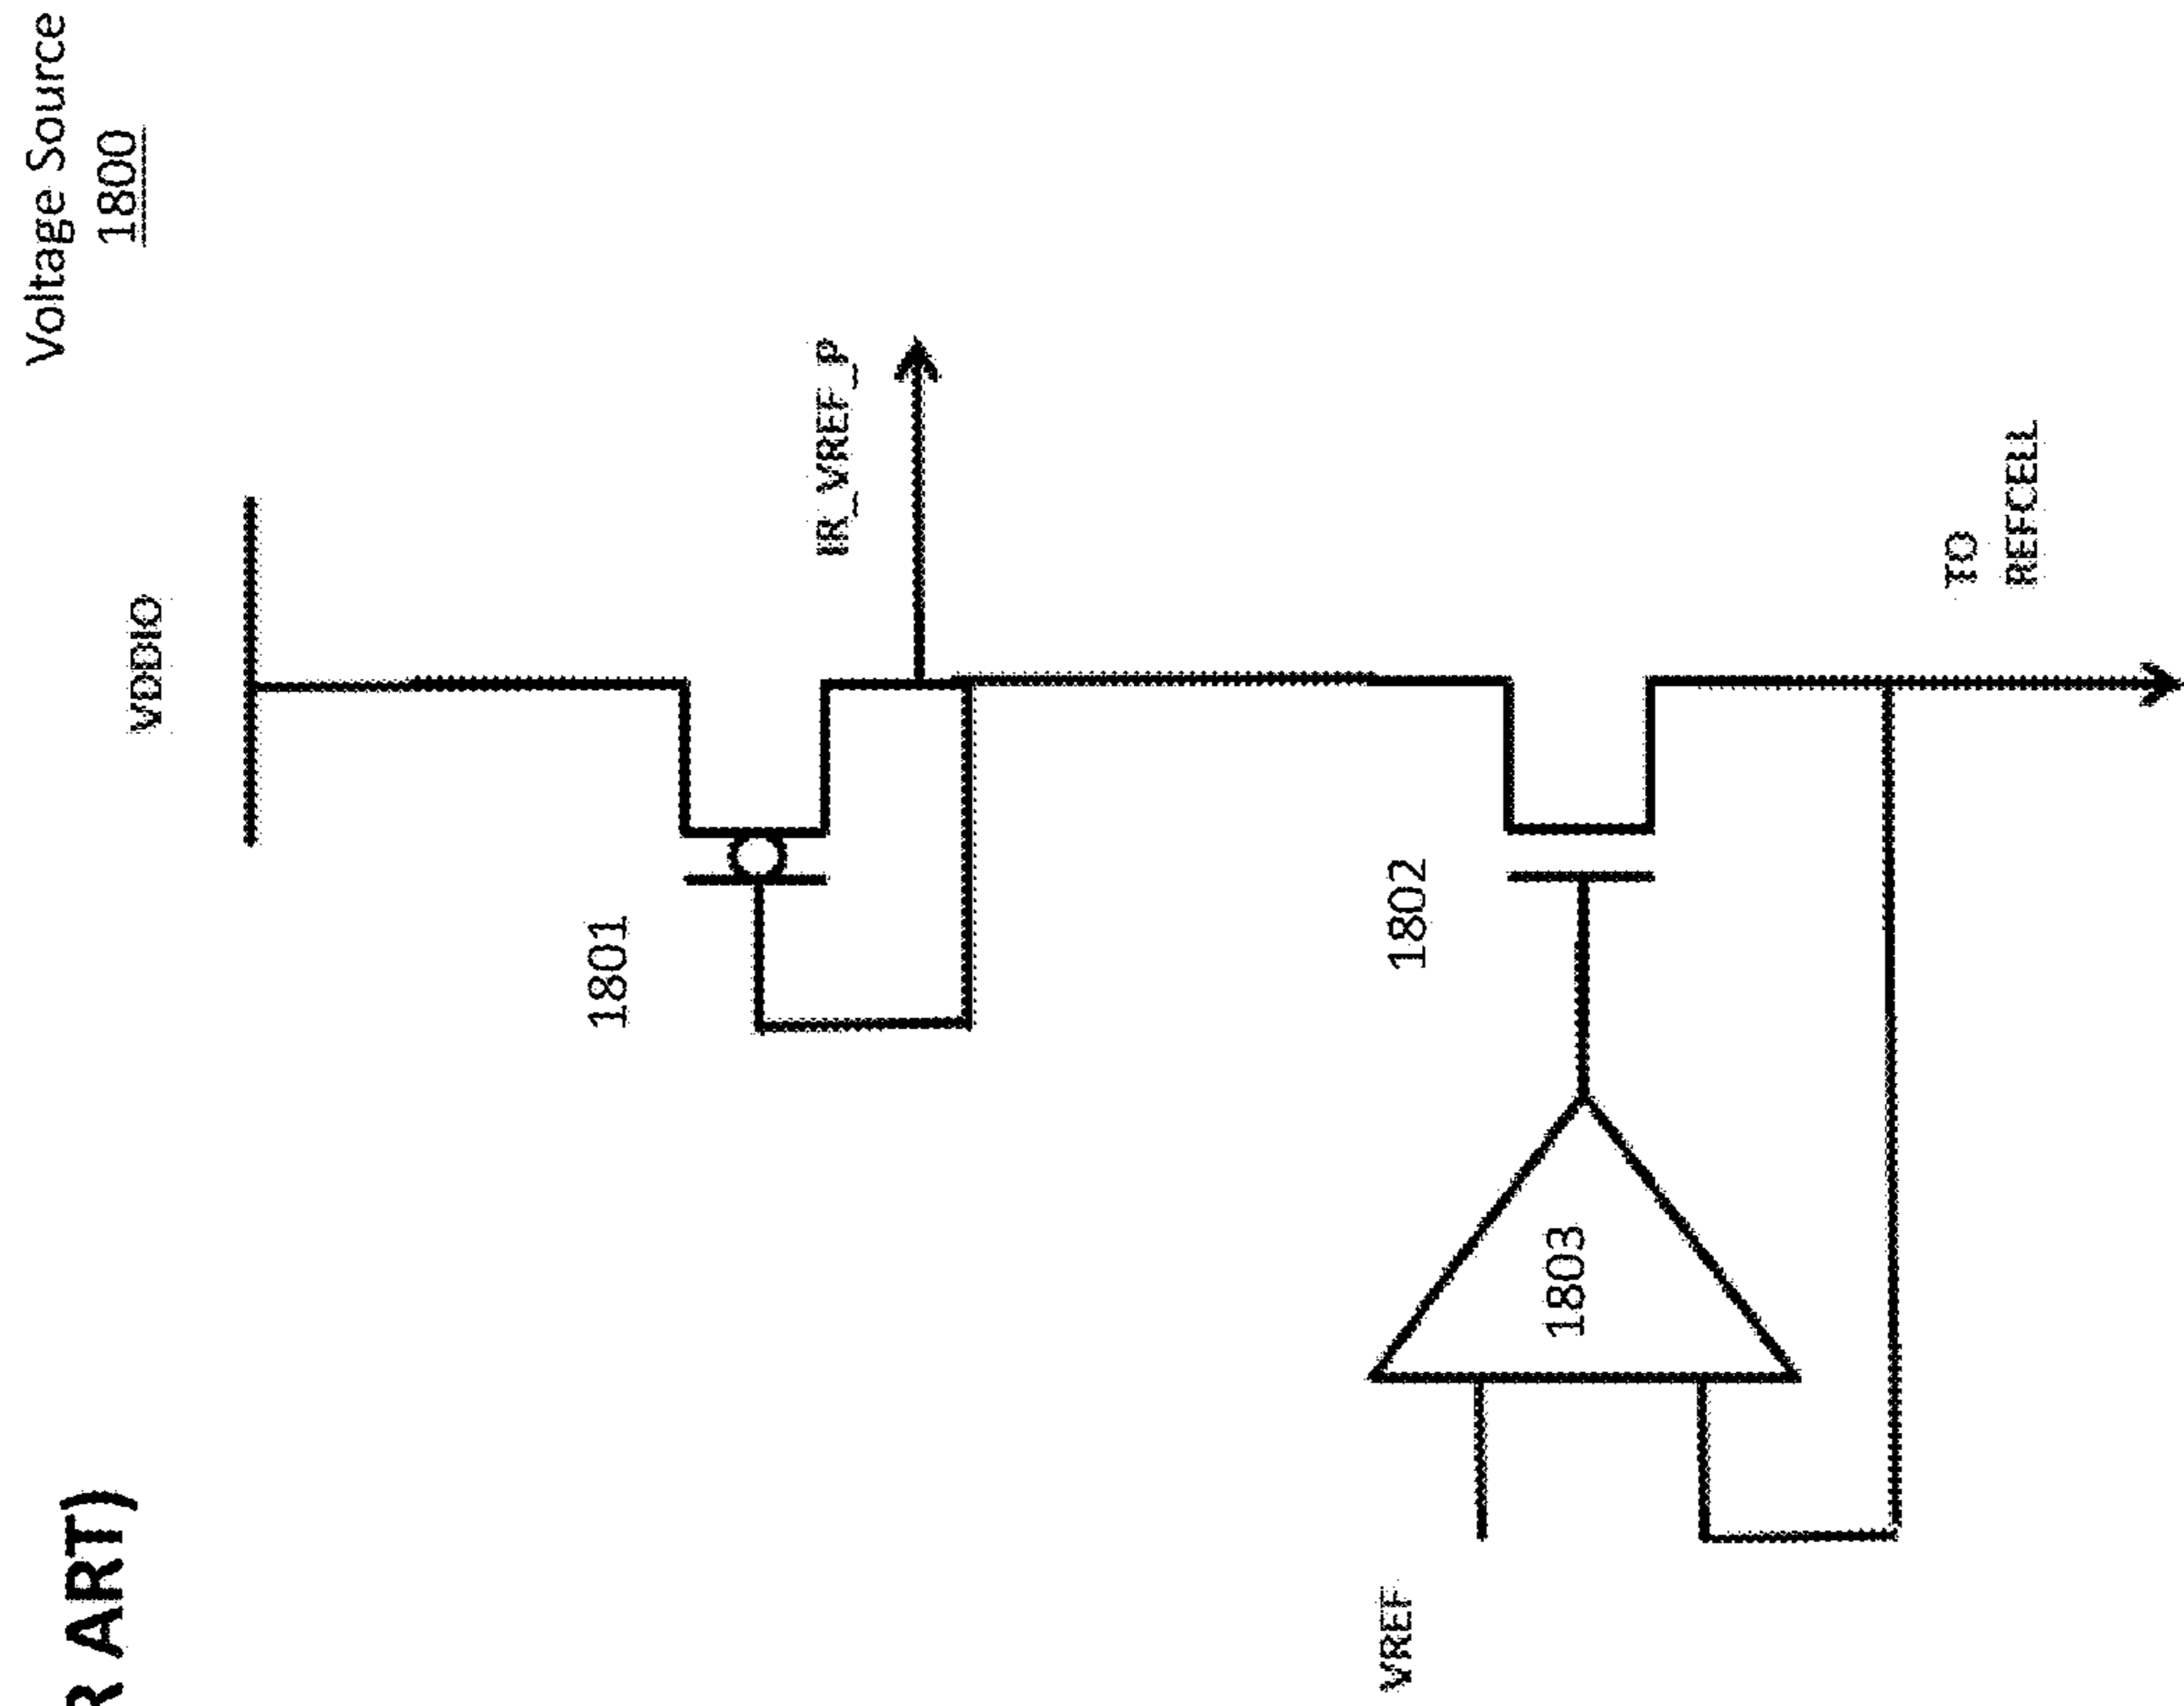 R ART)
Voltage Source
1800
VDDIO
1801
IR_VREF_P
1802
1803
VREF
TO
REFCELL